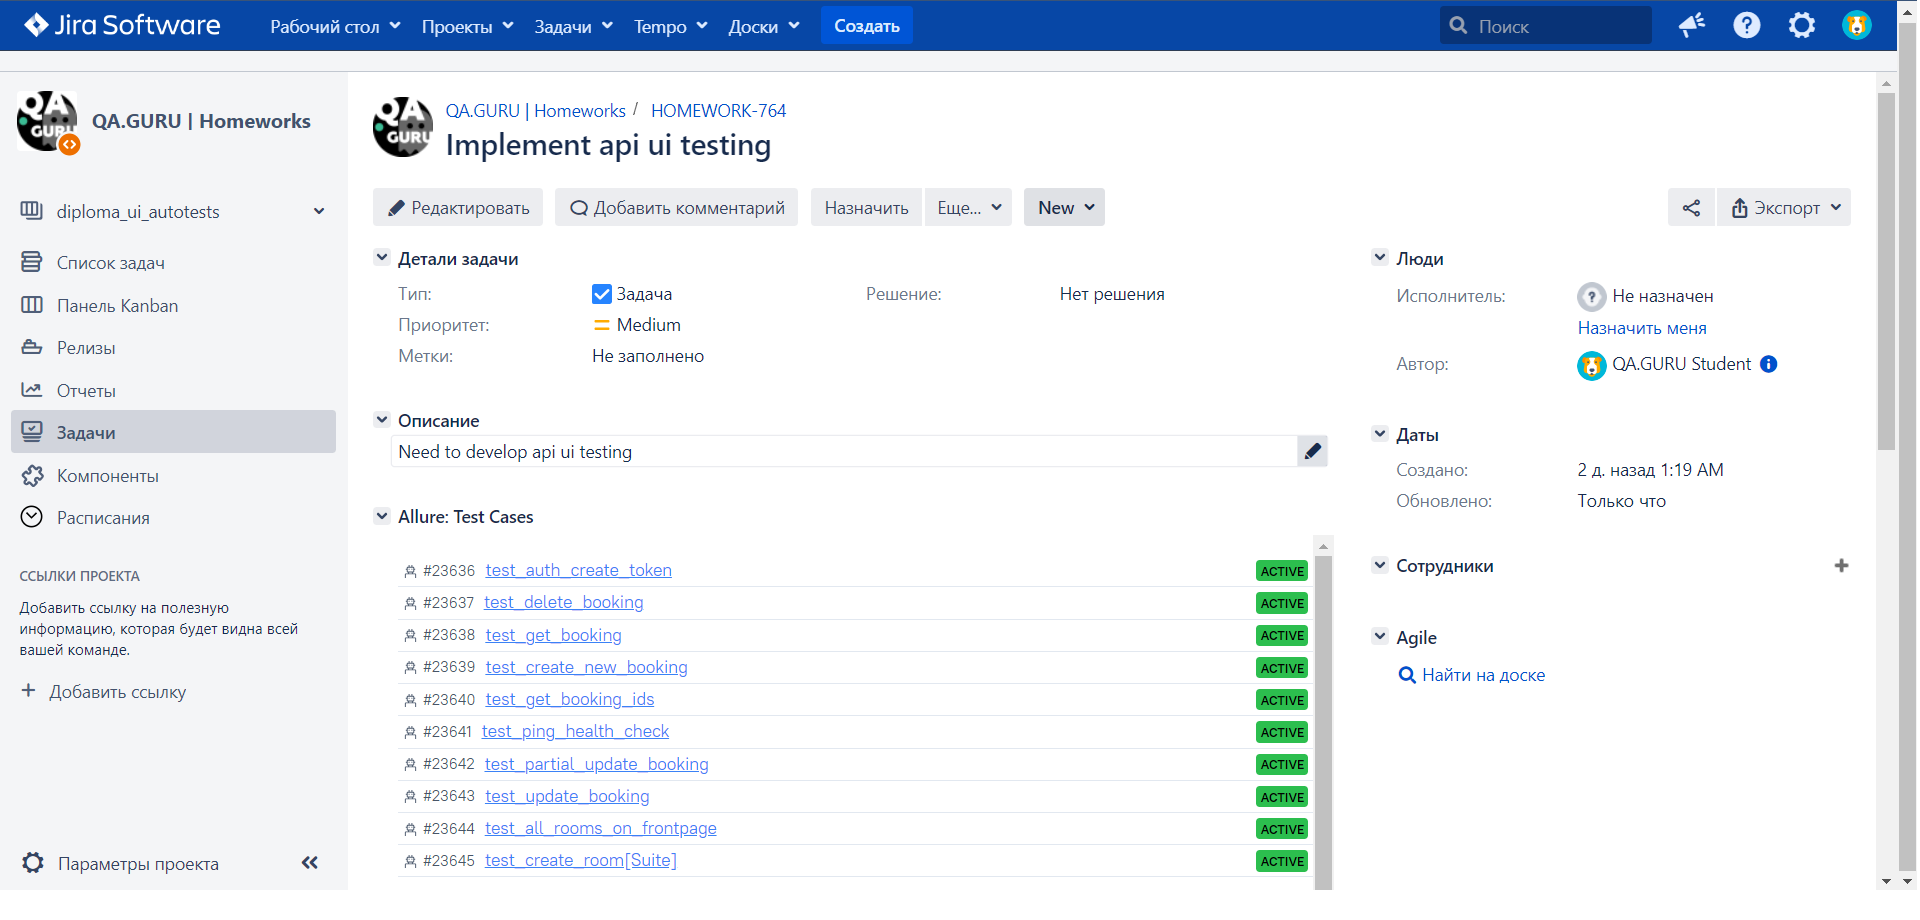 Jira Software
Рабочий стол
Проекты
Задачи
Tempo
Доски
Создать
Поиск
QA.GURU | Homeworks
diploma_ui_autotests
Список задач
Панель Kanban
Релизы
Отчеты
Задачи
Компоненты
Расписания
ССЫЛКИ ПРОЕКТА
Добавить ссылку на полезную
информацию, которая будет видна всей
вашей команде.
+ Добавить ссылку
Параметры проекта
QA GURU
QA GURU
QA.GURU | Homeworks / HOMEWORK-764
Implement api ui testing
Редактировать
Добавить комментарий
Назначить
Еще...
New
Экспорт
Детали задачи
Тип: Задача
Решение: Нет решения
Приоритет: Medium
Метки: Не заполнено
Описание
Need to develop api ui testing
Allure: Test Cases
#23636 test_auth_create_token ACTIVE
#23637 test_delete_booking ACTIVE
#23638 test_get_booking ACTIVE
#23639 test_create_new_booking ACTIVE
#23640 test_get_booking_ids ACTIVE
#23641 test_ping_health_check ACTIVE
#23642 test_partial_update_booking ACTIVE
#23643 test_update_booking ACTIVE
#23644 test_all_rooms_on_frontpage ACTIVE
#23645 test_create_room[Suite] ACTIVE
Люди
Исполнитель: Не назначен
Назначить меня
Автор: QA.GURU Student
Даты
Создано: 2 д. назад 1:19 AM
Обновлено: Только что
Сотрудники
Agile
Найти на доске